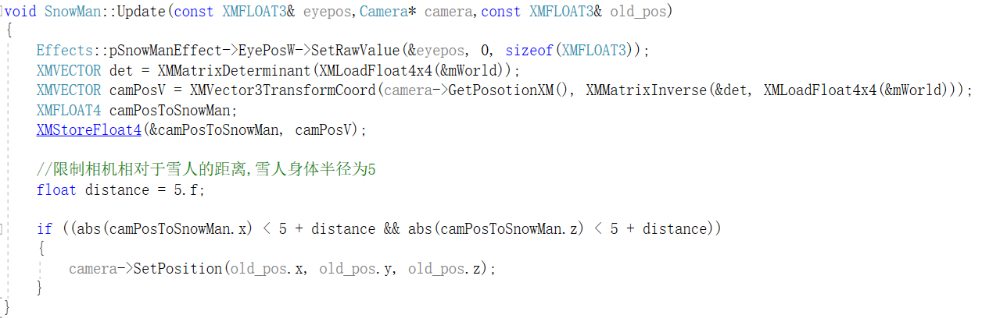 void SnowMan::Update(const XMFLOAT3& eyepos,Camera* camera,const XMFLOAT3& old_pos)
{
Effects::pSnowManEffect->EyePosW->SetRawValue(&eyepos, 0, sizeof(XMFLOAT3));
XMVECTOR det = XMMatrixDeterminant(XMLoadFloat4x4(&mWorld));
XMVECTOR camPosV = XMVector3TransformCoord(camera->GetPosotionXM(), XMMatrixInverse(&det, XMLoadFloat4x4(&mWorld)));
XMFLOAT4 camPosToSnowMan;
XMStoreFloat4(&camPosToSnowMan, camPosV);
//限制相机相对于雪人的距离,雪人身体半径为5
float distance = 5.f;
if ((abs(camPosToSnowMan.x) < 5 + distance && abs(camPosToSnowMan.z) < 5 + distance))
{
camera->SetPosition(old_pos.x, old_pos.y, old_pos.z);
}
}